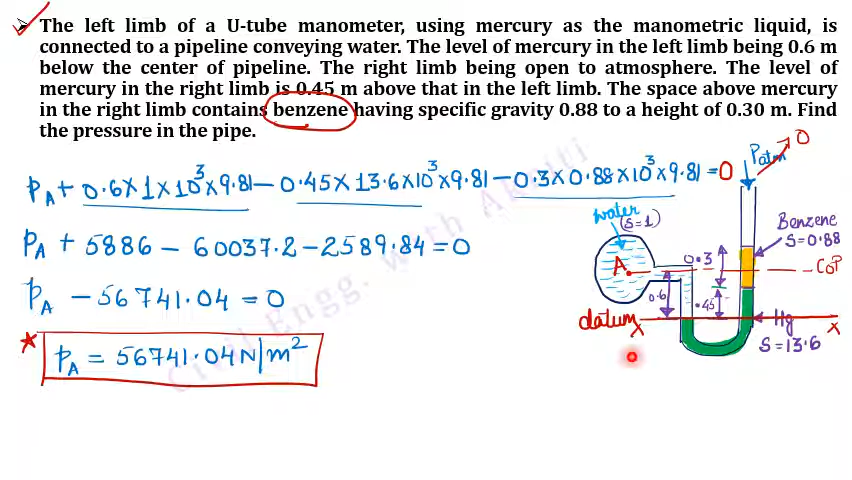 The left limb of a U-tube manometer, using mercury as the manometric liquid, is
connected to a pipeline conveying water. The level of mercury in the left limb being 0.6 m
below the center of pipeline. The right limb being open to atmosphere. The level of
mercury in the right limb is 0.45 m above that in the left limb. The space above mercury
in the right limb contains benzene having specific gravity 0.88 to a height of 0.30 m. Find
the pressure in the pipe.
PA + 0.6×1×10³×9.81 - 0.45×13.6×10³×9.81 - 0.3×0.88×10³×9.81 = 0
PA + 5886 - 60037.2 - 2589.84 = 0
PA - 56741.04 = 0
PA = 56741.04 N/m²
Patm 0
water
(S=1)
Benzene
S=0.88
0.3
A.
COP
0.6
.45
datum
Hg
X
X
S=13.6
Civil Engg. with ARUTI